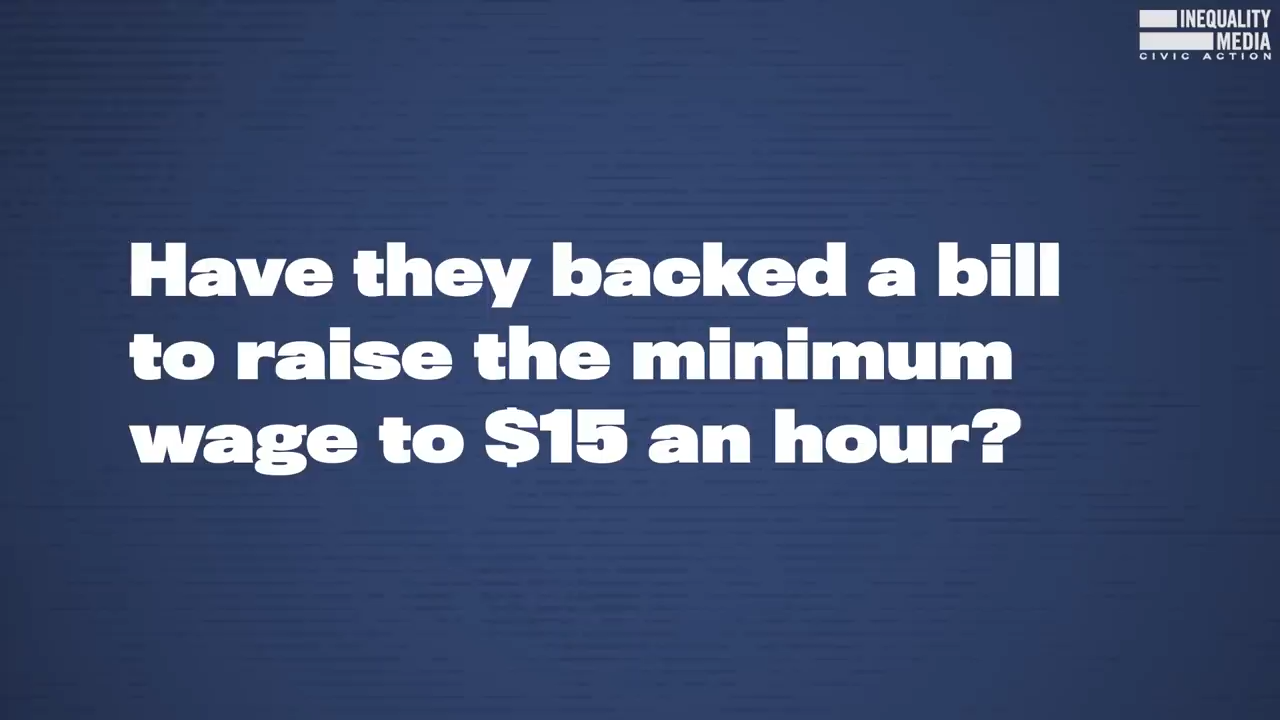 INEQUALITY
MEDIA
CIVIC ACTION
Have they backed a bill
to raise the minimum
wage to $15 an hour?